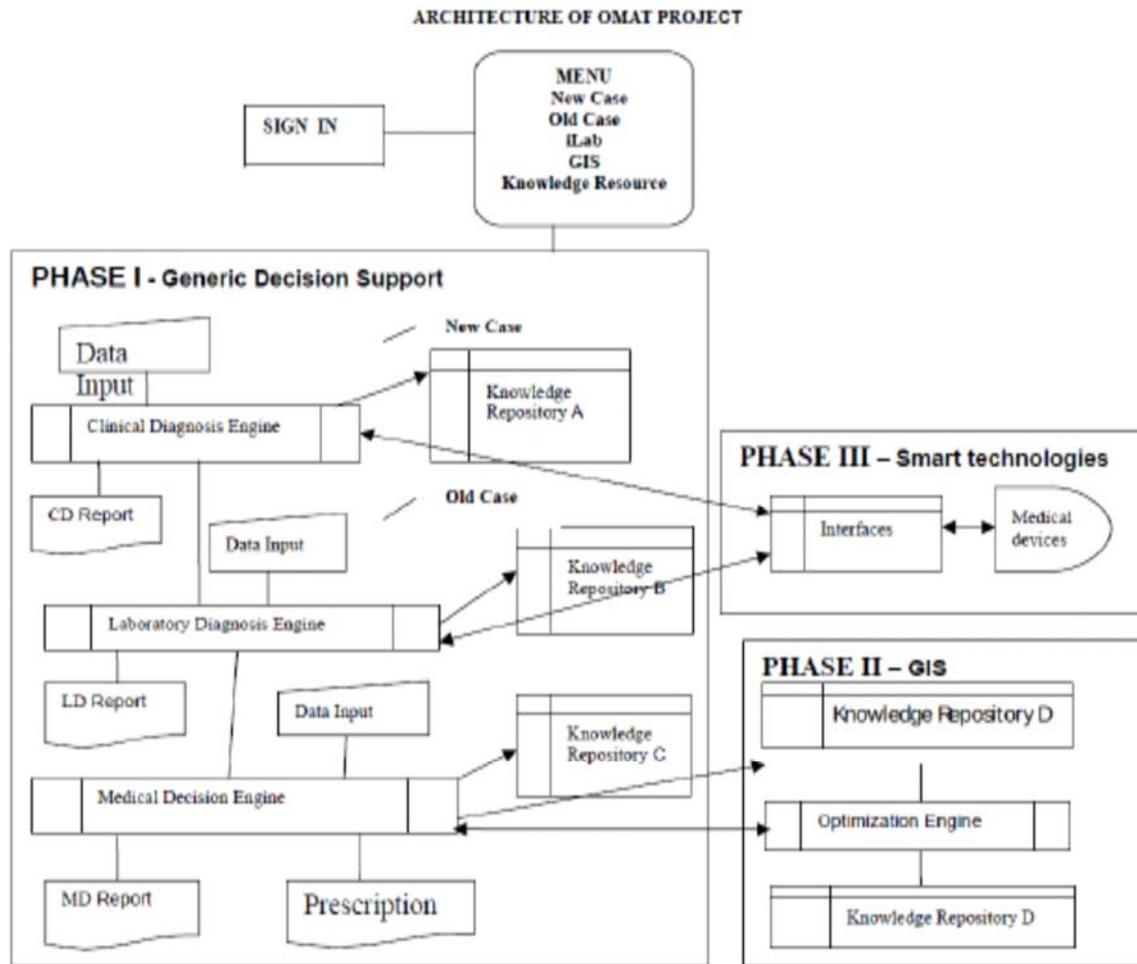 ARCHITECTURE OF OMAT PROJECT
SIGN IN
MENU
New Case
Old Case
iLab
GIS
Knowledge Resource
PHASE I - Generic Decision Support
Data
Input
New Case
Knowledge
Repository A
Clinical Diagnosis Engine
CD Report
Old Case
Data Input
Knowledge
Repository B
Laboratory Diagnosis Engine
LD Report
Data Input
Knowledge
Repository C
Medical Decision Engine
MD Report
Prescription
PHASE III – Smart technologies
Interfaces
Medical
devices
PHASE II – GIS
Knowledge Repository D
Optimization Engine
Knowledge Repository D